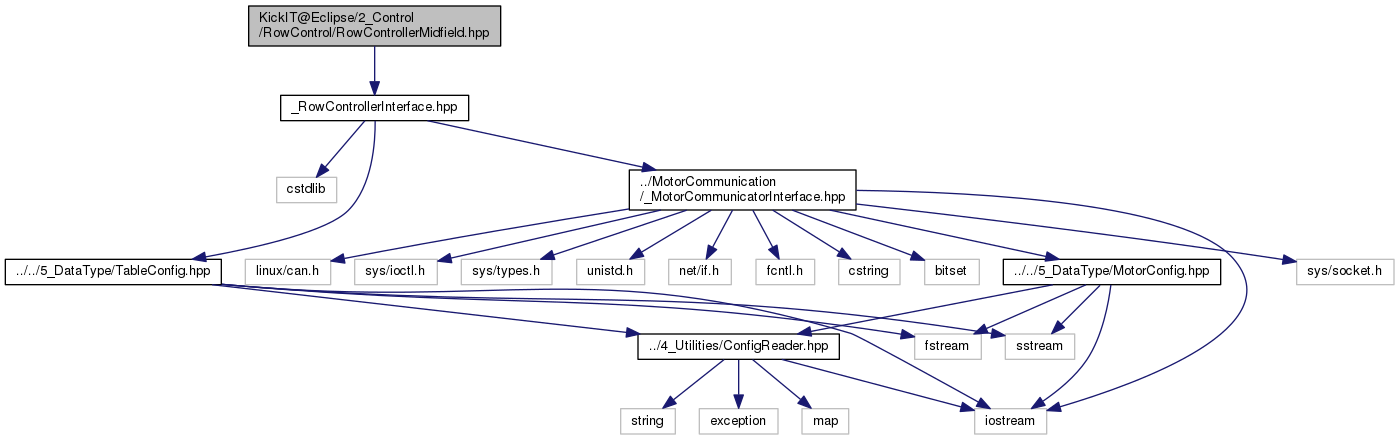 KickIT@Eclipse/2_Control
/RowControl/RowControllerMidfield.hpp
_RowControllerInterface.hpp
cstdlib
../MotorCommunication
/_MotorCommunicatorInterface.hpp
../../5_DataType/TableConfig.hpp
linux/can.h
sys/ioctl.h
sys/types.h
unistd.h
net/if.h
fcntl.h
cstring
bitset
../../5_DataType/MotorConfig.hpp
sys/socket.h
../4_Utilities/ConfigReader.hpp
fstream
sstream
string
exception
map
iostream